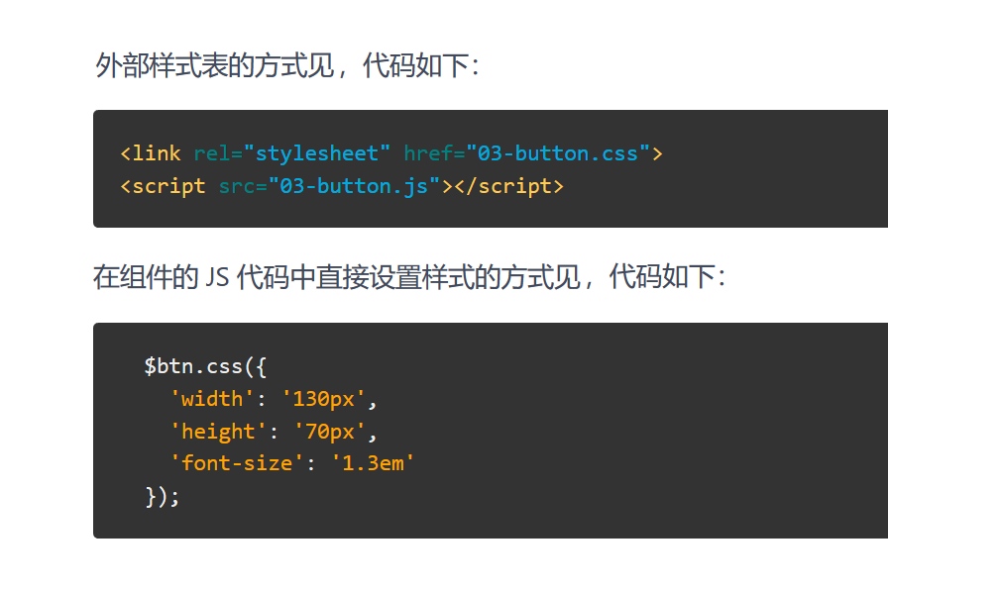 外部样式表的方式见，代码如下：
<link rel="stylesheet" href="03-button.css">
<script src="03-button.js"></script>
在组件的 JS 代码中直接设置样式的方式见，代码如下：
$btn.css({
  'width': '130px',
  'height': '70px',
  'font-size': '1.3em'
});